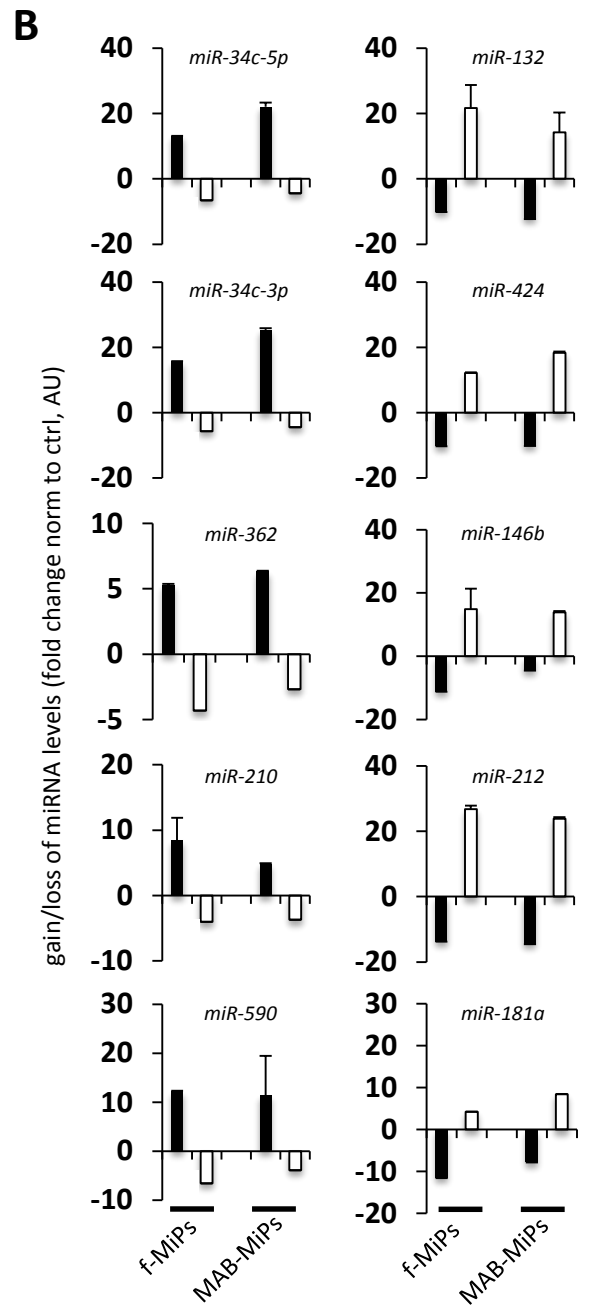 B
gain/loss of miRNA levels (fold change norm to ctrl, AU)
miR-34c-5p
40
20
0
-20
miR-132
40
20
0
-20
miR-34c-3p
40
20
0
-20
miR-424
40
20
0
-20
miR-362
10
5
0
-5
miR-146b
40
20
0
-20
miR-210
20
10
0
-10
miR-212
40
20
0
-20
miR-590
30
20
10
0
-10
miR-181a
30
20
10
0
-10
-20
f-MiPs
MAB-MiPs
f-MiPs
MAB-MiPs